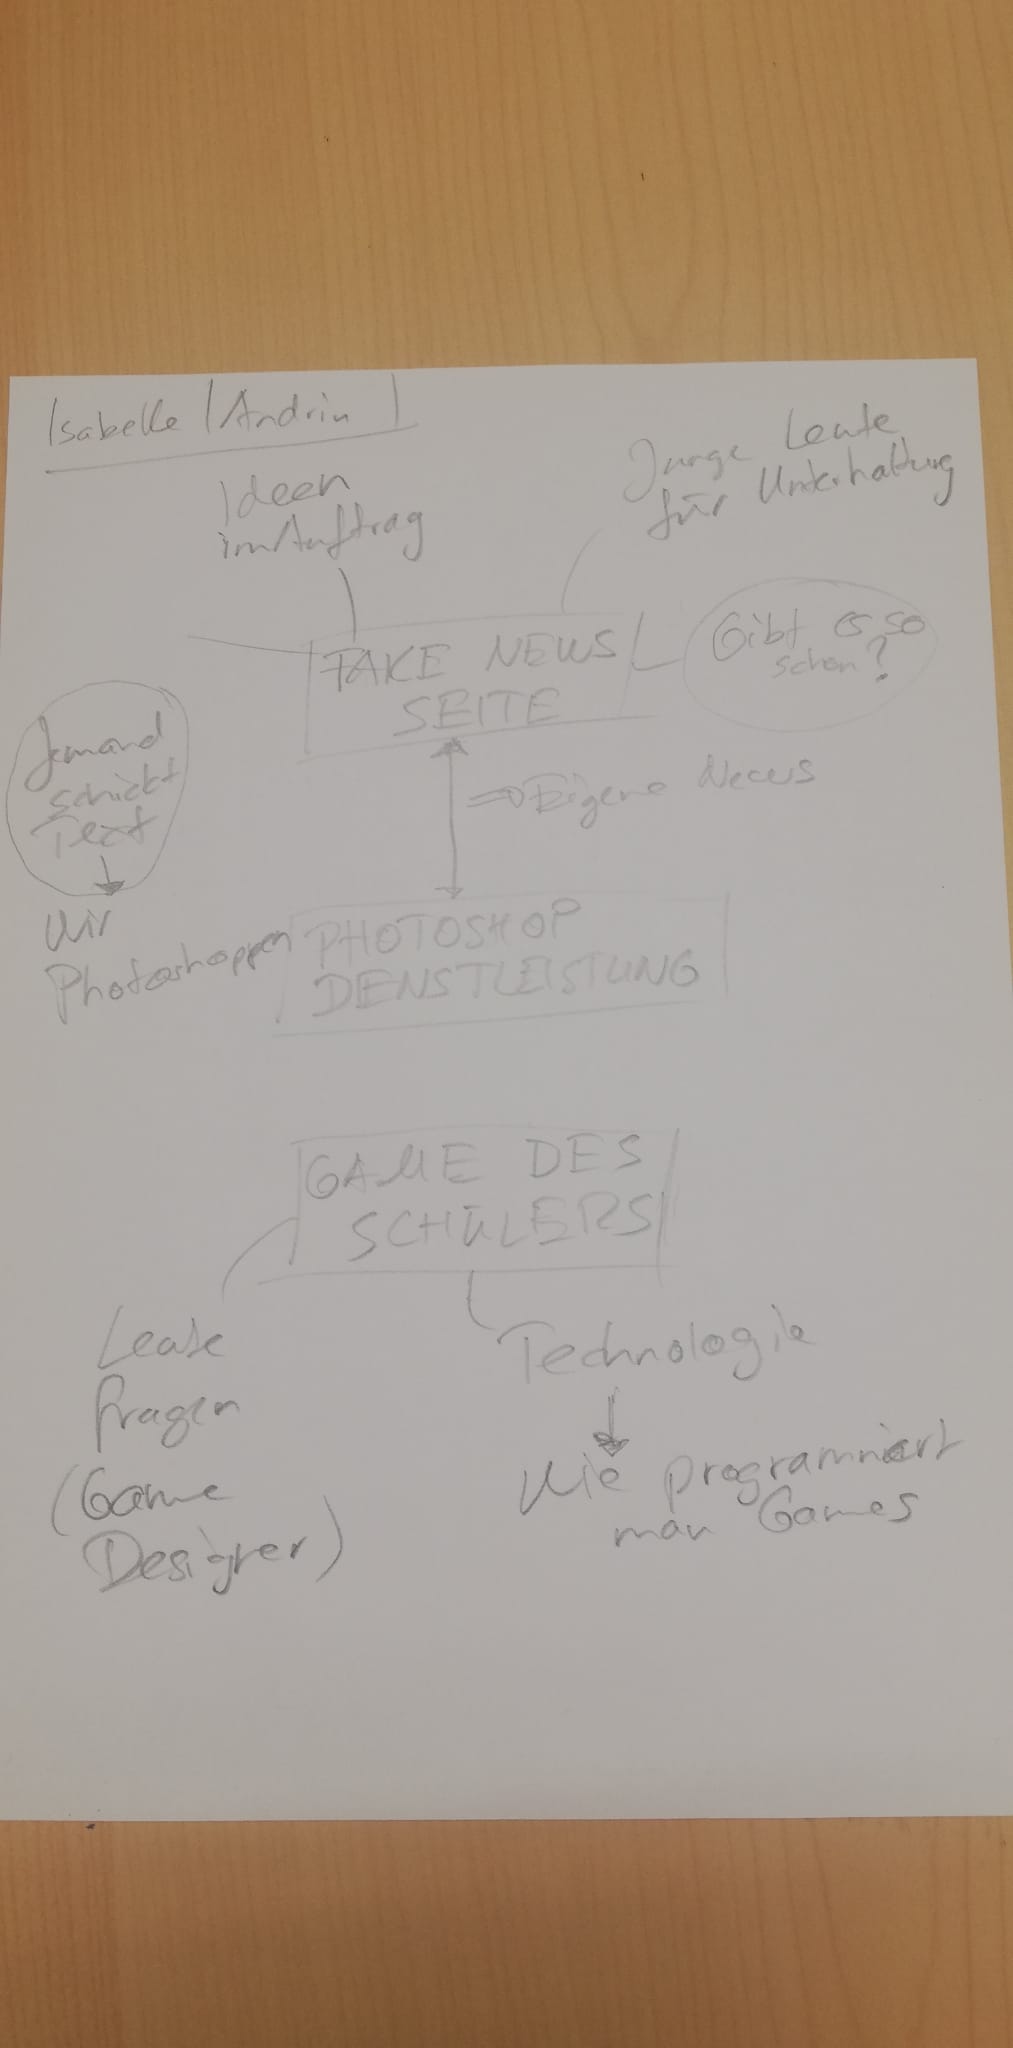 Isabelle | Andrin |
Ideen
im Auftrag
Junge Leute
für Unterhaltung
FAKE NEWS
SEITE
Gibt es so
schon?
Jemand
schickt
Text
Wir
Photoshoppen
⇒ Eigene News
PHOTOSHOP
DIENSTLEISTUNG
GAME DES
SCHÜLERS
Leute
fragen
(Game
Designer)
Technologie
Wie programmiert
man Games